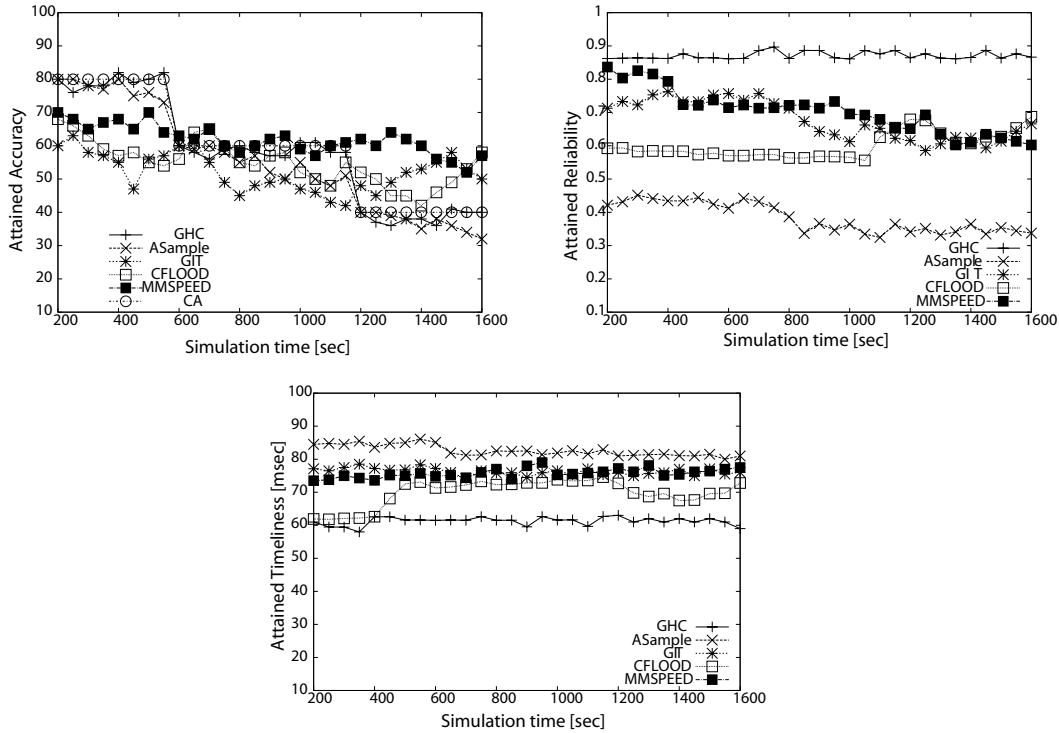 100
90
80
70
60
50
40
30
20
10
Attained Accuracy
GHC
ASample
GIT
CFLOOD
MMSPEED
CA
200 400 600 800 1000 1200 1400 1600
Simulation time [sec]
1
0.9
0.8
0.7
0.6
0.5
0.4
0.3
0.2
0.1
Attained Reliability
GHC
ASample
GI T
CFLOOD
MMSPEED
200 400 600 800 1000 1200 1400 1600
Simulation time [sec]
100
90
80
70
60
50
40
30
20
10
Attained Timeliness [msec]
GHC
ASample
GIT
CFLOOD
MMSPEED
200 400 600 800 1000 1200 1400 1600
Simulation time [sec]